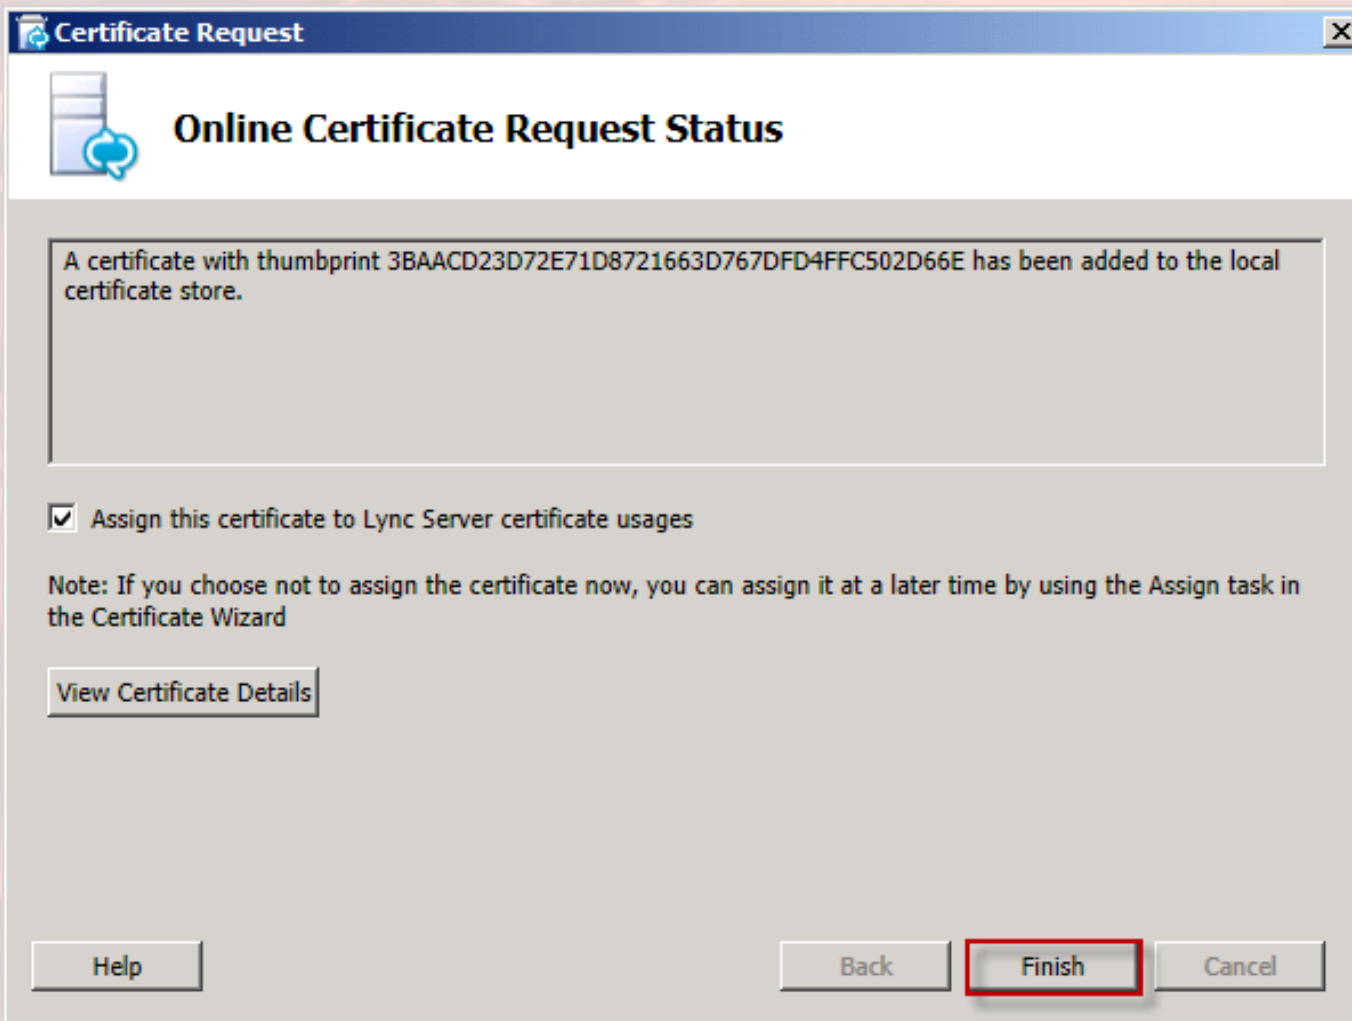 Certificate Request
Online Certificate Request Status
A certificate with thumbprint 3BAACD23D72E71D8721663D767DFD4FFC502D66E has been added to the local
certificate store.
Assign this certificate to Lync Server certificate usages
Note: If you choose not to assign the certificate now, you can assign it at a later time by using the Assign task in
the Certificate Wizard
View Certificate Details
Help
Back
Finish
Cancel